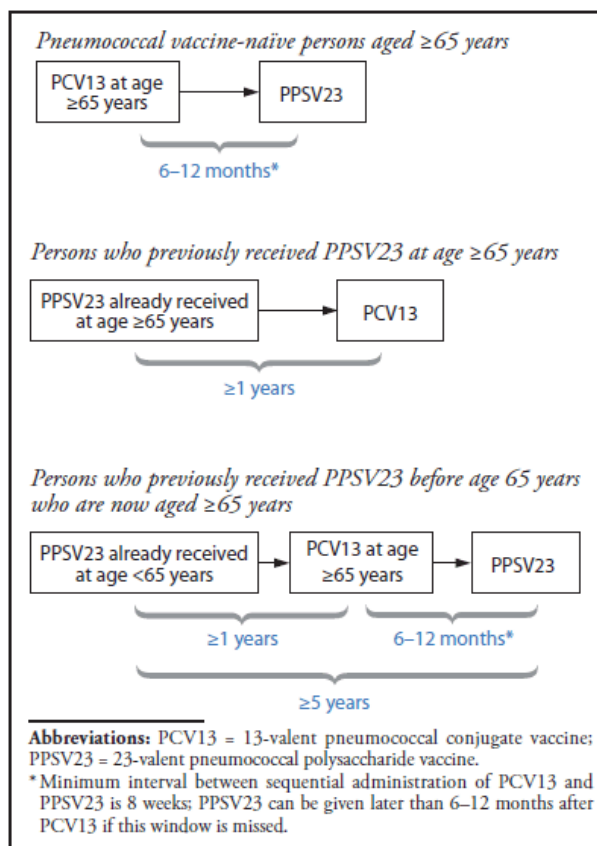 Pneumococcal vaccine-naïve persons aged ≥65 years
PCV13 at age
≥65 years
PPSV23
6–12 months*
Persons who previously received PPSV23 at age ≥65 years
PPSV23 already received
at age ≥65 years
PCV13
≥1 years
Persons who previously received PPSV23 before age 65 years
who are now aged ≥65 years
PPSV23 already received
at age <65 years
PCV13 at age
≥65 years
PPSV23
≥1 years
6–12 months*
≥5 years
Abbreviations: PCV13 = 13-valent pneumococcal conjugate vaccine;
PPSV23 = 23-valent pneumococcal polysaccharide vaccine.
* Minimum interval between sequential administration of PCV13 and
PPSV23 is 8 weeks; PPSV23 can be given later than 6–12 months after
PCV13 if this window is missed.